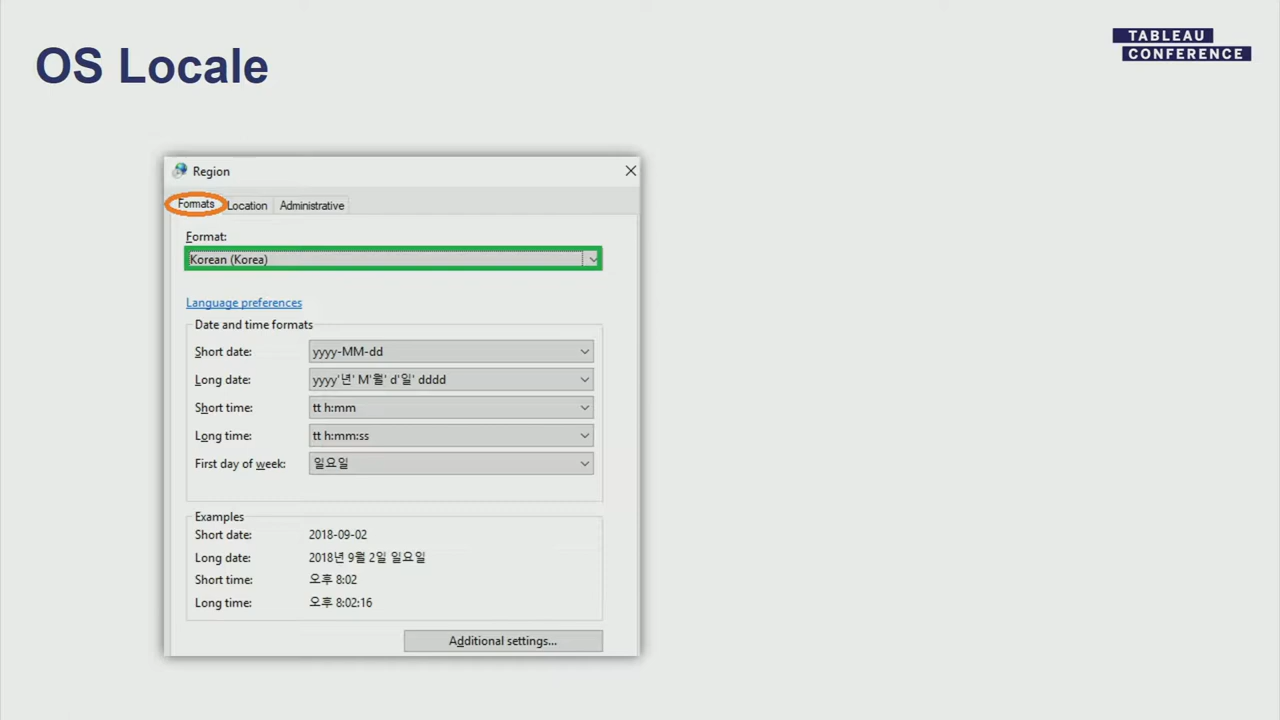 OS Locale
TABLEAU
CONFERENCE
Region
Formats Location Administrative
Format:
Korean (Korea)
Language preferences
Date and time formats
Short date: yyyy-MM-dd
Long date: yyyy'년' M'월' d'일' dddd
Short time: tt h:mm
Long time: tt h:mm:ss
First day of week: 일요일
Examples
Short date: 2018-09-02
Long date: 2018년 9월 2일 일요일
Short time: 오후 8:02
Long time: 오후 8:02:16
Additional settings...